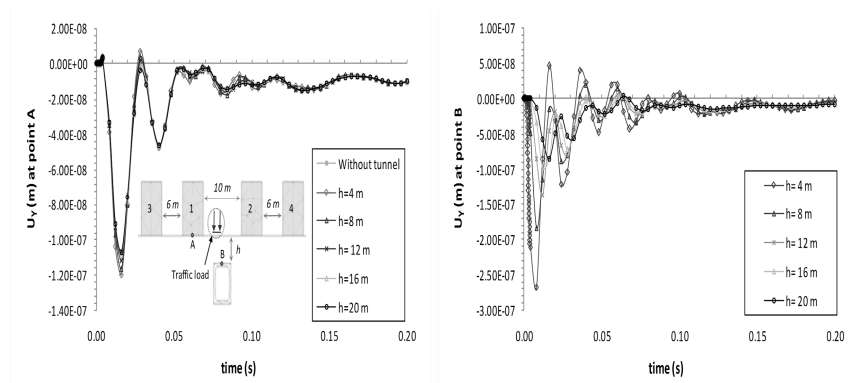 2.00E-08
0.00E+00
-2.00E-08
-4.00E-08
-6.00E-08
-8.00E-08
-1.00E-07
-1.20E-07
-1.40E-07
U_Y (m) at point A
0.00
0.05
0.10
0.15
0.20
time (s)
Without tunnel
h=4 m
h=8 m
h= 12 m
h=16 m
h=20 m
10 m
3
6 m
1
2
6 m
4
A
h
B
Traffic load
1.00E-07
5.00E-08
0.00E+00
-5.00E-08
-1.00E-07
-1.50E-07
-2.00E-07
-2.50E-07
-3.00E-07
U_Y (m) at point B
0.00
0.05
0.10
0.15
0.20
time (s)
h= 4 m
h= 8 m
h= 12 m
h= 16 m
h= 20 m